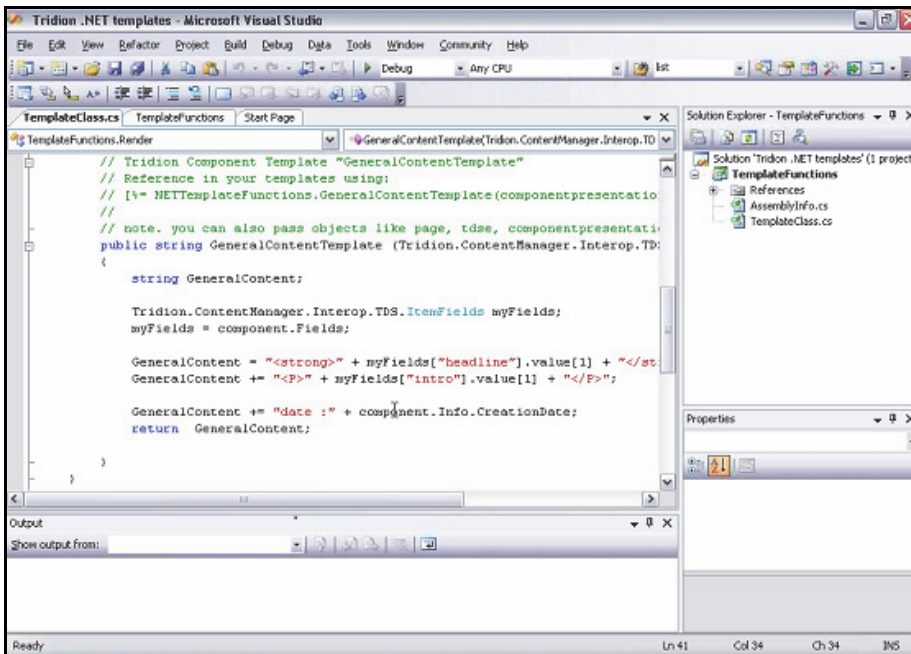 Tridion .NET templates - Microsoft Visual Studio
File Edit View Refactor Project Build Debug Data Tools Window Community Help
Debug Any CPU list
TemplateClass.cs TemplateFunctions Start Page
TemplateFunctions.Render GeneralContentTemplate(Tridion.ContentManager.Interop.TD
// Tridion Component Template "GeneralContentTemplate"
// Reference in your templates using:
// [%= NETTemplateFunctions.GeneralContentTemplate(componentpresentatio
//
// note. you can also pass objects like page, tdse, componentpresentati
public string GeneralContentTemplate (Tridion.ContentManager.Interop.TD
{
string GeneralContent;
Tridion.ContentManager.Interop.TDS.ItemFields myFields;
myFields = component.Fields;
GeneralContent = "<strong>" + myFields["headline"].value[1] + "</st
GeneralContent += "<P>" + myFields["intro"].value[1] + "</P>";
GeneralContent += "date :" + component.Info.CreationDate;
return GeneralContent;
}
}
Solution Explorer - TemplateFunctions
Solution 'Tridion .NET templates' (1 project
TemplateFunctions
References
AssemblyInfo.cs
TemplateClass.cs
Properties
Output
Show output from:
Ready Ln 41 Col 34 Ch 34 INS